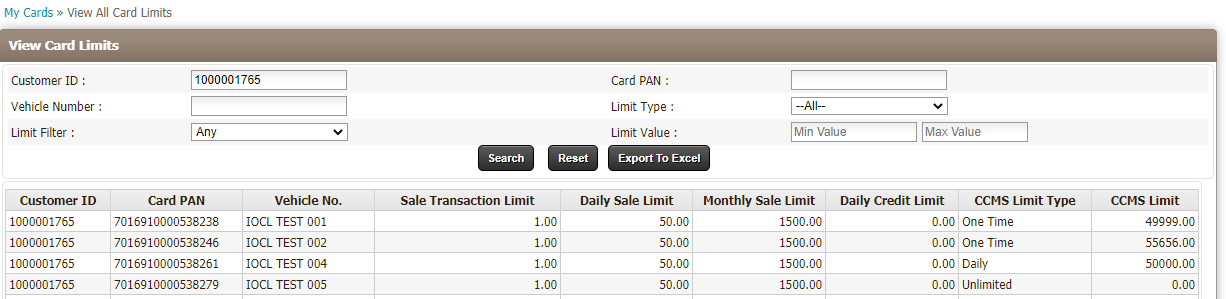 My Cards » View All Card Limits
View Card Limits
Customer ID : 1000001765 Card PAN :
Vehicle Number : Limit Type : --All--
Limit Filter : Any Limit Value : Min Value Max Value
Search Reset Export To Excel
Customer ID Card PAN Vehicle No. Sale Transaction Limit Daily Sale Limit Monthly Sale Limit Daily Credit Limit CCMS Limit Type CCMS Limit
1000001765 7016910000538238 IOCL TEST 001 1.00 50.00 1500.00 0.00 One Time 49999.00
1000001765 7016910000538246 IOCL TEST 002 1.00 50.00 1500.00 0.00 One Time 55656.00
1000001765 7016910000538261 IOCL TEST 004 1.00 50.00 1500.00 0.00 Daily 50000.00
1000001765 7016910000538279 IOCL TEST 005 1.00 50.00 1500.00 0.00 Unlimited 0.00